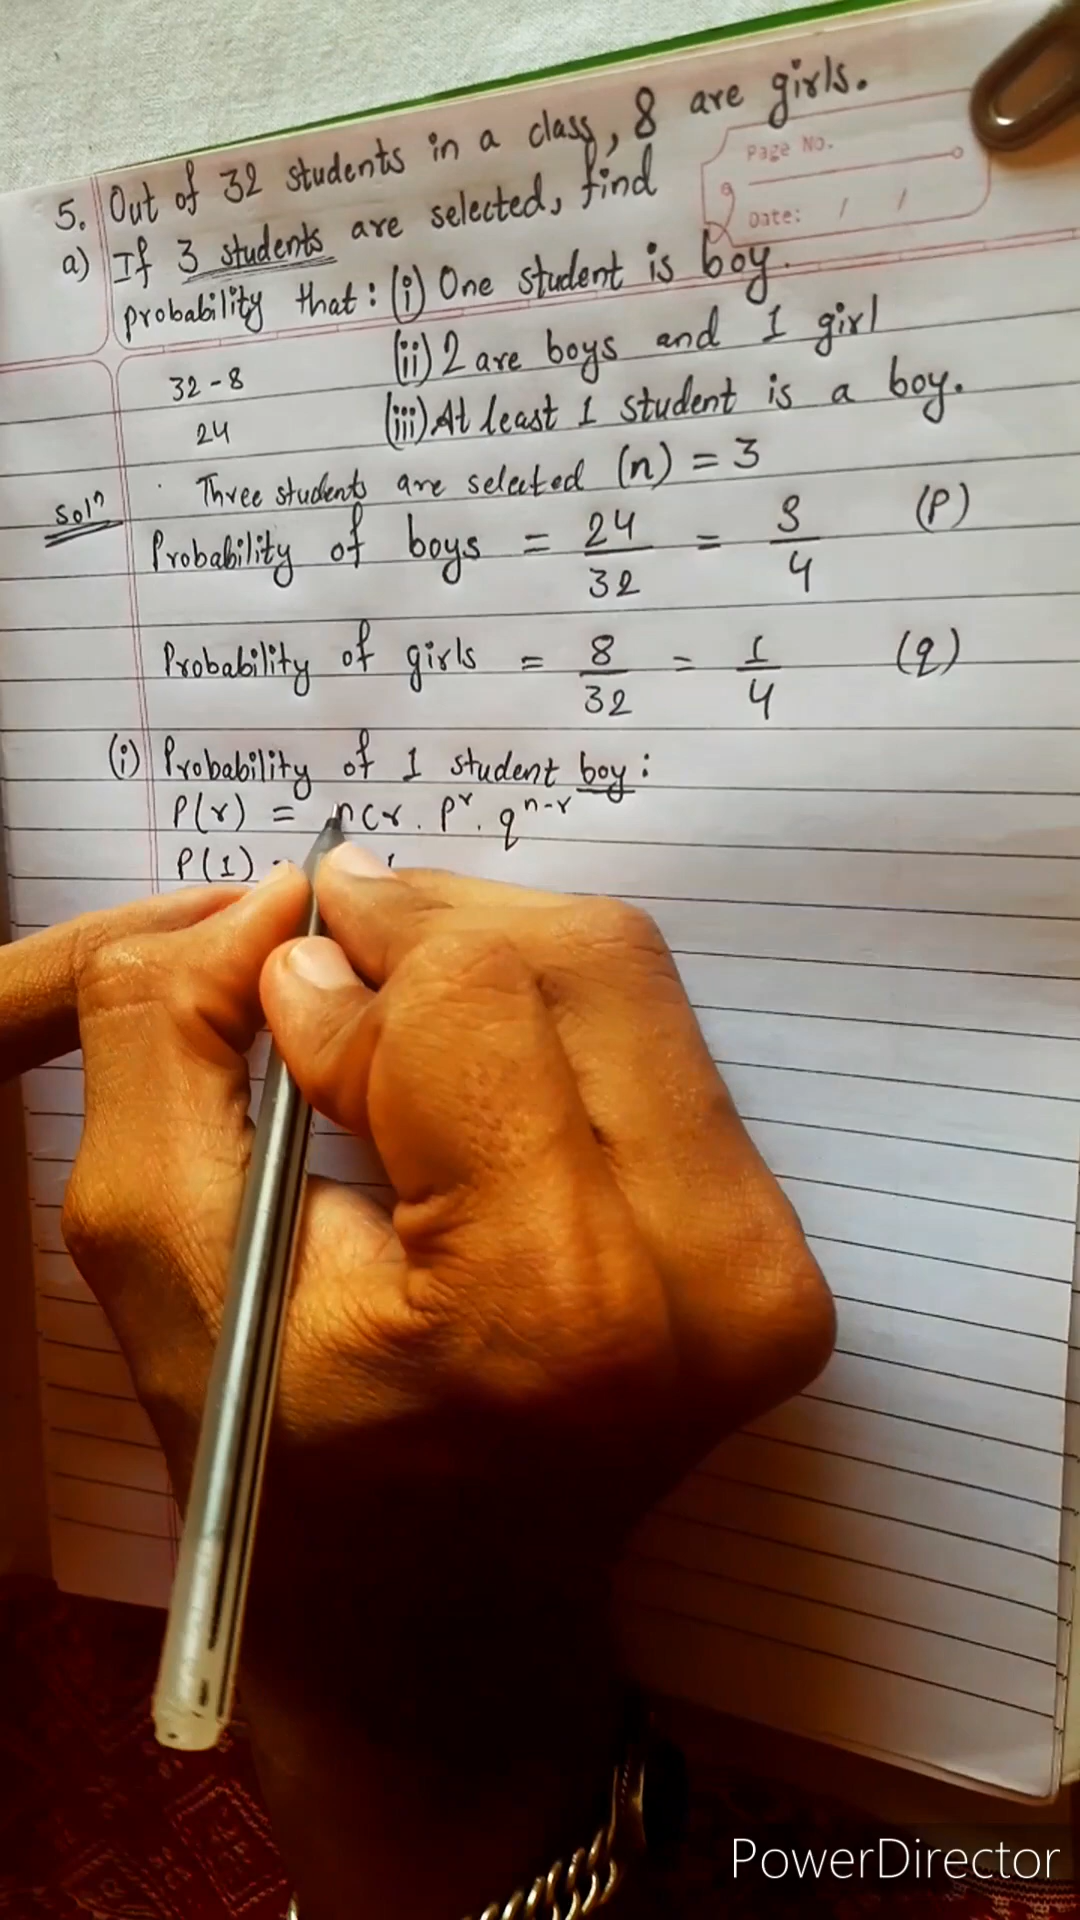 5. Out of 32 students in a class, 8 are girls.
Page No.
Date: / /
a) If 3 students are selected, find
probability that: (i) One student is boy.
(ii) 2 are boys and 1 girl
(iii) At least 1 student is a boy.
32 - 8
24
Solⁿ Three students are selected (n) = 3
Probability of boys = 24/32 = 3/4 (P)
Probability of girls = 8/32 = 1/4 (q)
(i) Probability of 1 student boy:
P(r) = nCr . pʳ . qⁿ⁻ʳ
P(1)
PowerDirector